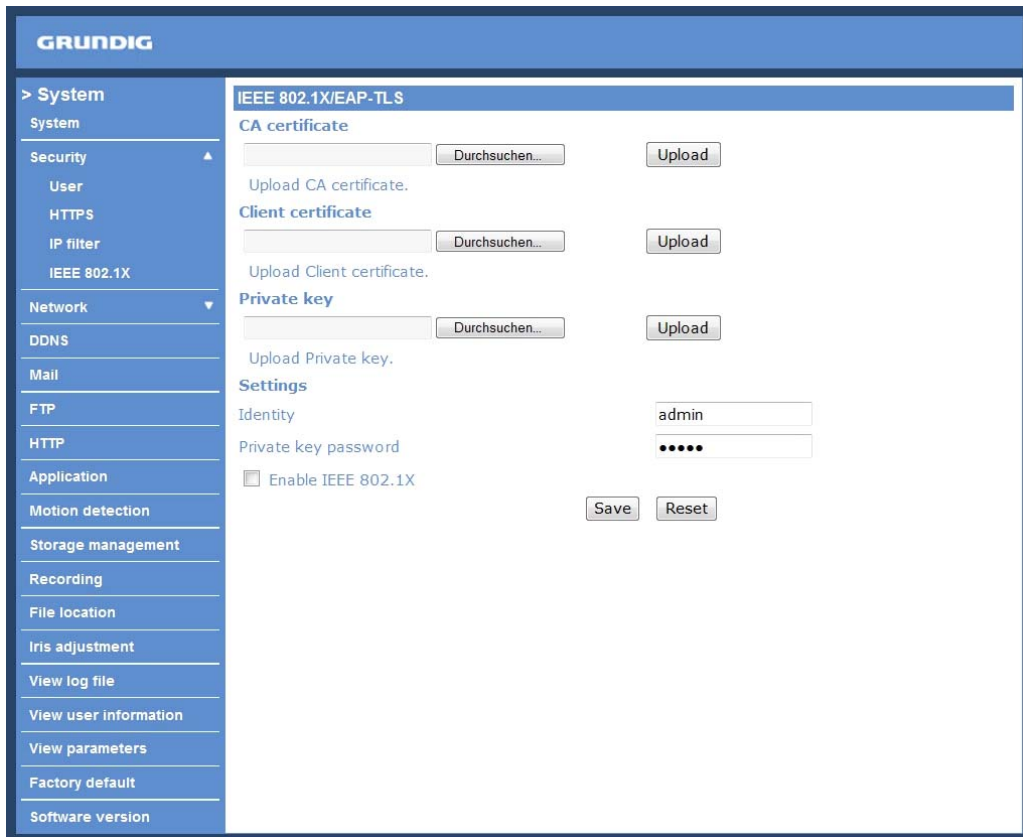 GRUNDIG
> System
System
Security
User
HTTPS
IP filter
IEEE 802.1X
Network
DDNS
Mail
FTP
HTTP
Application
Motion detection
Storage management
Recording
File location
Iris adjustment
View log file
View user information
View parameters
Factory default
Software version
IEEE 802.1X/EAP-TLS
CA certificate
Durchsuchen... Upload
Upload CA certificate.
Client certificate
Durchsuchen... Upload
Upload Client certificate.
Private key
Durchsuchen... Upload
Upload Private key.
Settings
Identity admin
Private key password •••••
Enable IEEE 802.1X
Save Reset